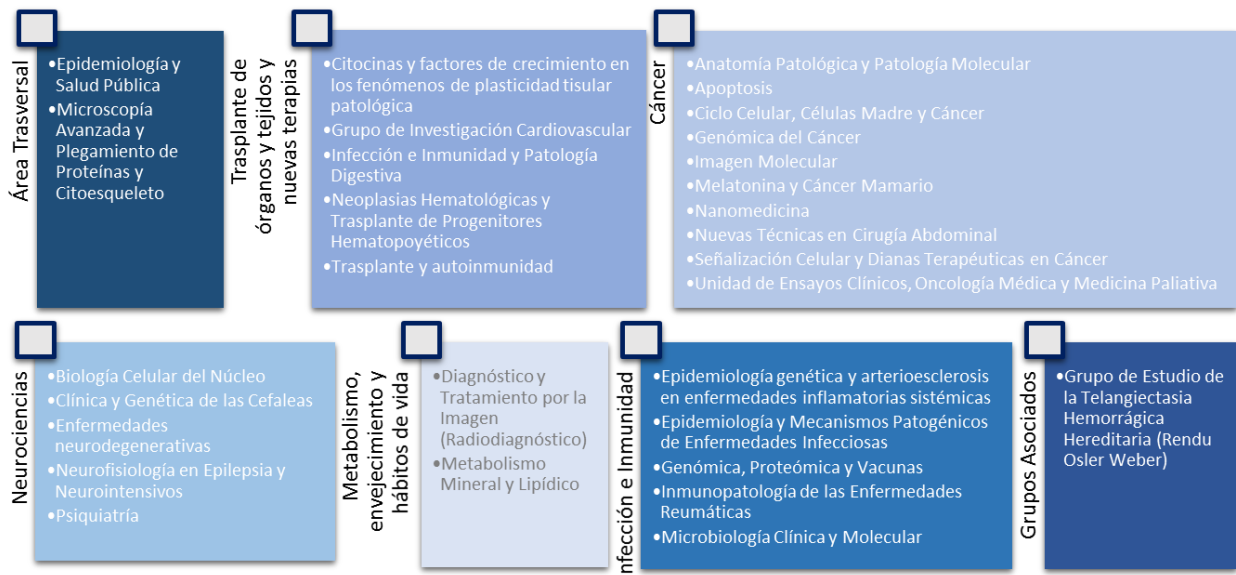 Área Trasversal
•Epidemiología y
Salud Pública
•Microscopía
Avanzada y
Plegamiento de
Proteínas y
Citoesqueleto
Trasplante de
órganos y tejidos y
nuevas terapias
•Citocinas y factores de crecimiento en
los fenómenos de plasticidad tisular
patológica
•Grupo de Investigación Cardiovascular
•Infección e Inmunidad y Patología
Digestiva
•Neoplasias Hematológicas y
Trasplante de Progenitores
Hematopoyéticos
•Trasplante y autoinmunidad
Cáncer
•Anatomía Patológica y Patología Molecular
•Apoptosis
•Ciclo Celular, Células Madre y Cáncer
•Genómica del Cáncer
•Imagen Molecular
•Melatonina y Cáncer Mamario
•Nanomedicina
•Nuevas Técnicas en Cirugía Abdominal
•Señalización Celular y Dianas Terapéuticas en Cáncer
•Unidad de Ensayos Clínicos, Oncología Médica y Medicina Paliativa
Neurociencias
•Biología Celular del Núcleo
•Clínica y Genética de las Cefaleas
•Enfermedades
neurodegenerativas
•Neurofisiología en Epilepsia y
Neurointensivos
•Psiquiatría
Metabolismo,
envejecimiento y
hábitos de vida
•Diagnóstico y
Tratamiento por la
Imagen
(Radiodiagnóstico)
•Metabolismo
Mineral y Lipídico
nfección e Inmunidad
•Epidemiología genética y arterioesclerosis
en enfermedades inflamatorias sistémicas
•Epidemiología y Mecanismos Patogénicos
de Enfermedades Infecciosas
•Genómica, Proteómica y Vacunas
•Inmunopatología de las Enfermedades
Reumáticas
•Microbiología Clínica y Molecular
Grupos Asociados
•Grupo de Estudio de
la Telangiectasia
Hemorrágica
Hereditaria (Rendu
Osler Weber)